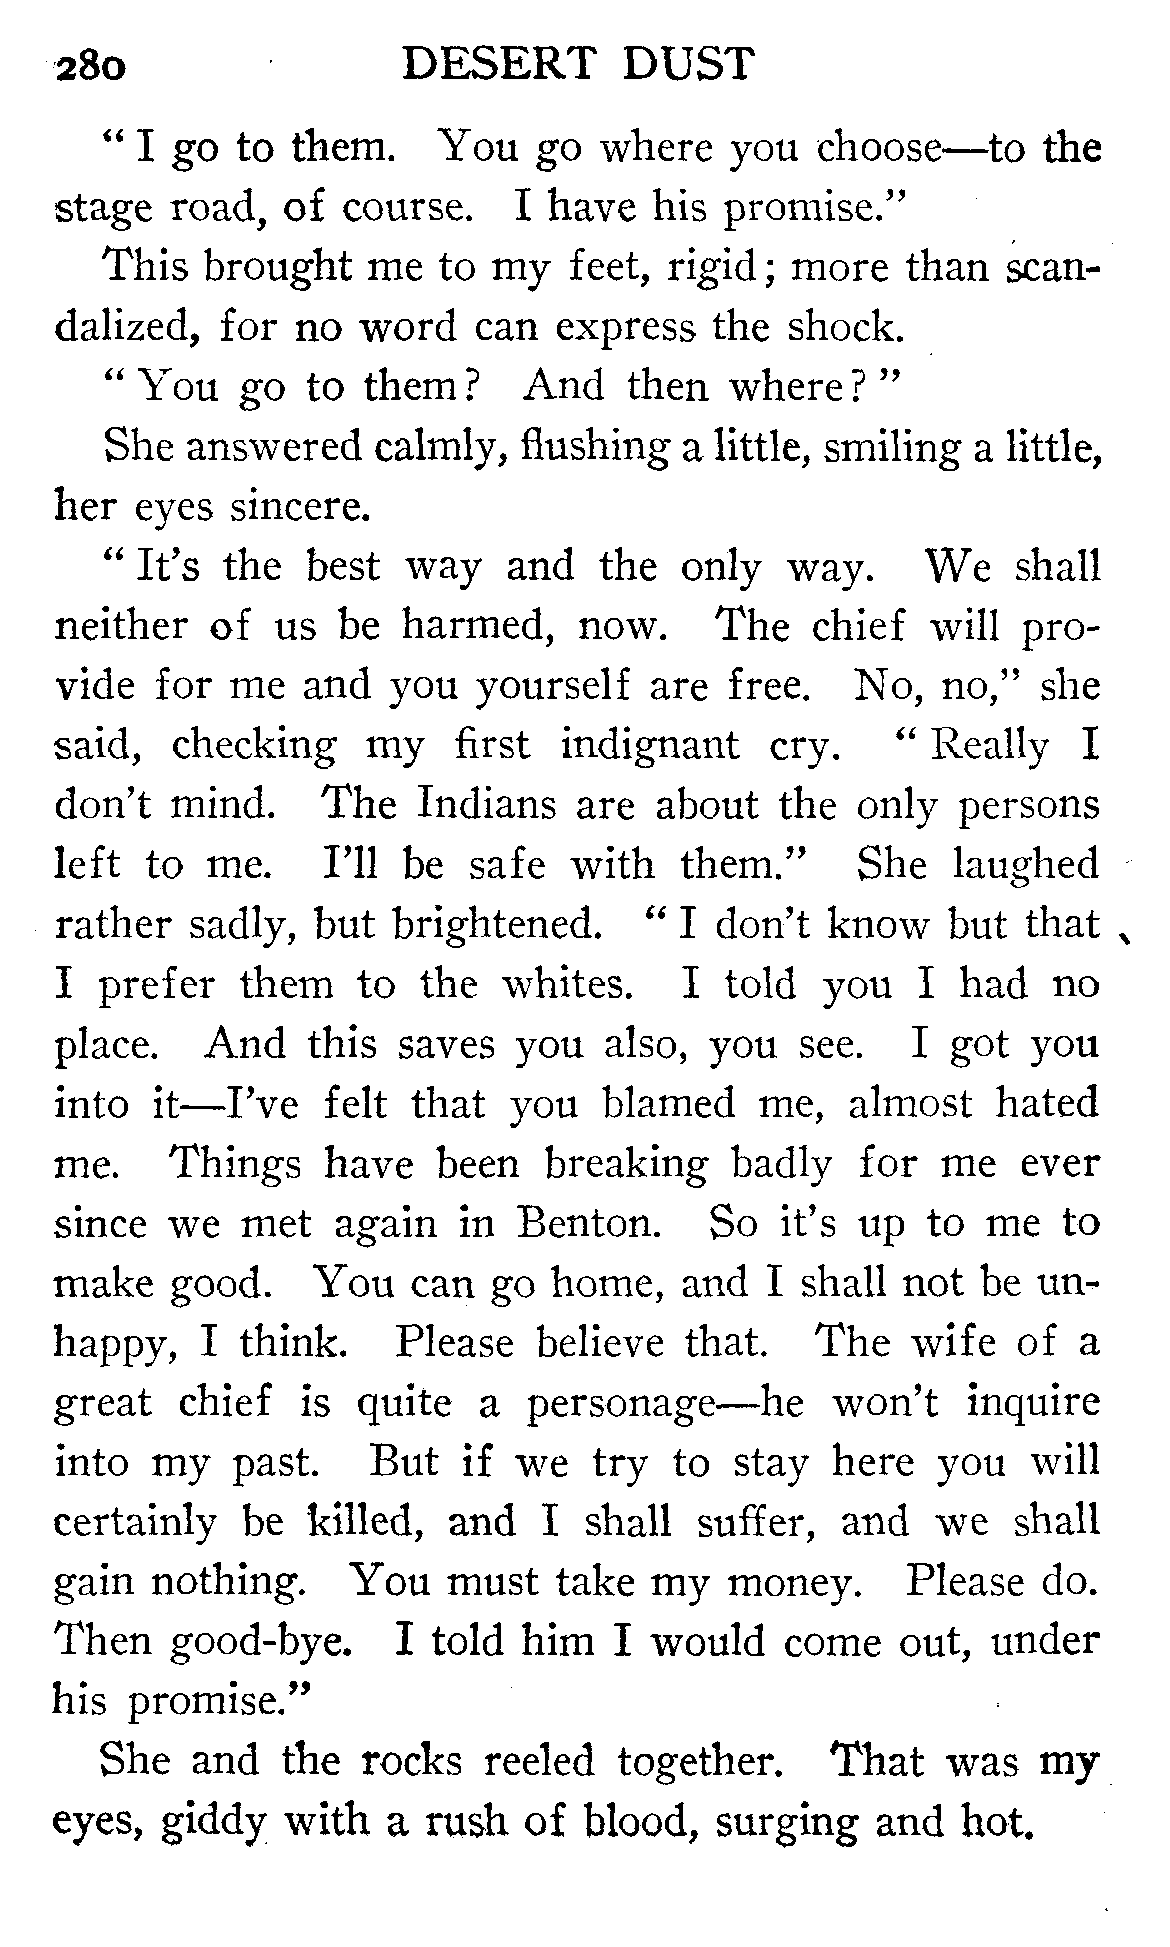 280 DESERT DUST
“ I go to them. You go where you choose—to the
stage road, of course. I have his promise.”
This brought me to my feet, rigid; more than scan-
dalized, for no word can express the shock.
“ You go to them? And then where? ”
She answered calmly, flushing a little, smiling a little,
her eyes sincere.
“ It’s the best way and the only way. We shall
neither of us be harmed, now. The chief will pro-
vide for me and you yourself are free. No, no,” she
said, checking my first indignant cry. “ Really I
don’t mind. The Indians are about the only persons
left to me. I’ll be safe with them.” She laughed
rather sadly, but brightened. “ I don’t know but that
I prefer them to the whites. I told you I had no
place. And this saves you also, you see. I got you
into it—I’ve felt that you blamed me, almost hated
me. Things have been breaking badly for me ever
since we met again in Benton. So it’s up to me to
make good. You can go home, and I shall not be un-
happy, I think. Please believe that. The wife of a
great chief is quite a personage—he won’t inquire
into my past. But if we try to stay here you will
certainly be killed, and I shall suffer, and we shall
gain nothing. You must take my money. Please do.
Then good-bye. I told him I would come out, under
his promise.”
She and the rocks reeled together. That was my
eyes, giddy with a rush of blood, surging and hot.